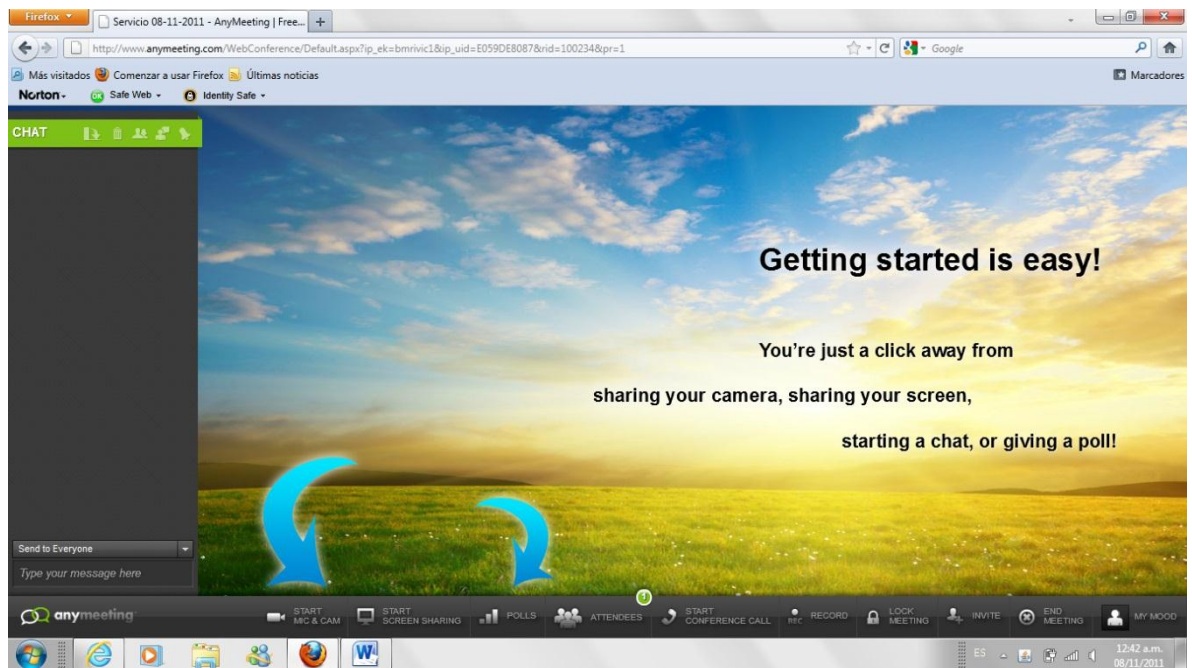 Firefox
Servicio 08-11-2011 - AnyMeeting | Free...
http://www.anymeeting.com/WebConference/Default.aspx?ip_ek=bmrivic1&ip_uid=E059DE8087&rid=100234&pr=1
Google
Más visitados Comenzar a usar Firefox Últimas noticias
Marcadores
Norton
OK Safe Web
Identity Safe
CHAT
Getting started is easy!
You're just a click away from
sharing your camera, sharing your screen,
starting a chat, or giving a poll!
Send to Everyone
Type your message here
anymeeting
START MIC & CAM
START SCREEN SHARING
POLLS
1
ATTENDEES
START CONFERENCE CALL
REC RECORD
LOCK MEETING
INVITE
END MEETING
MY MOOD
W
ES
12:42 a.m.
08/11/2011